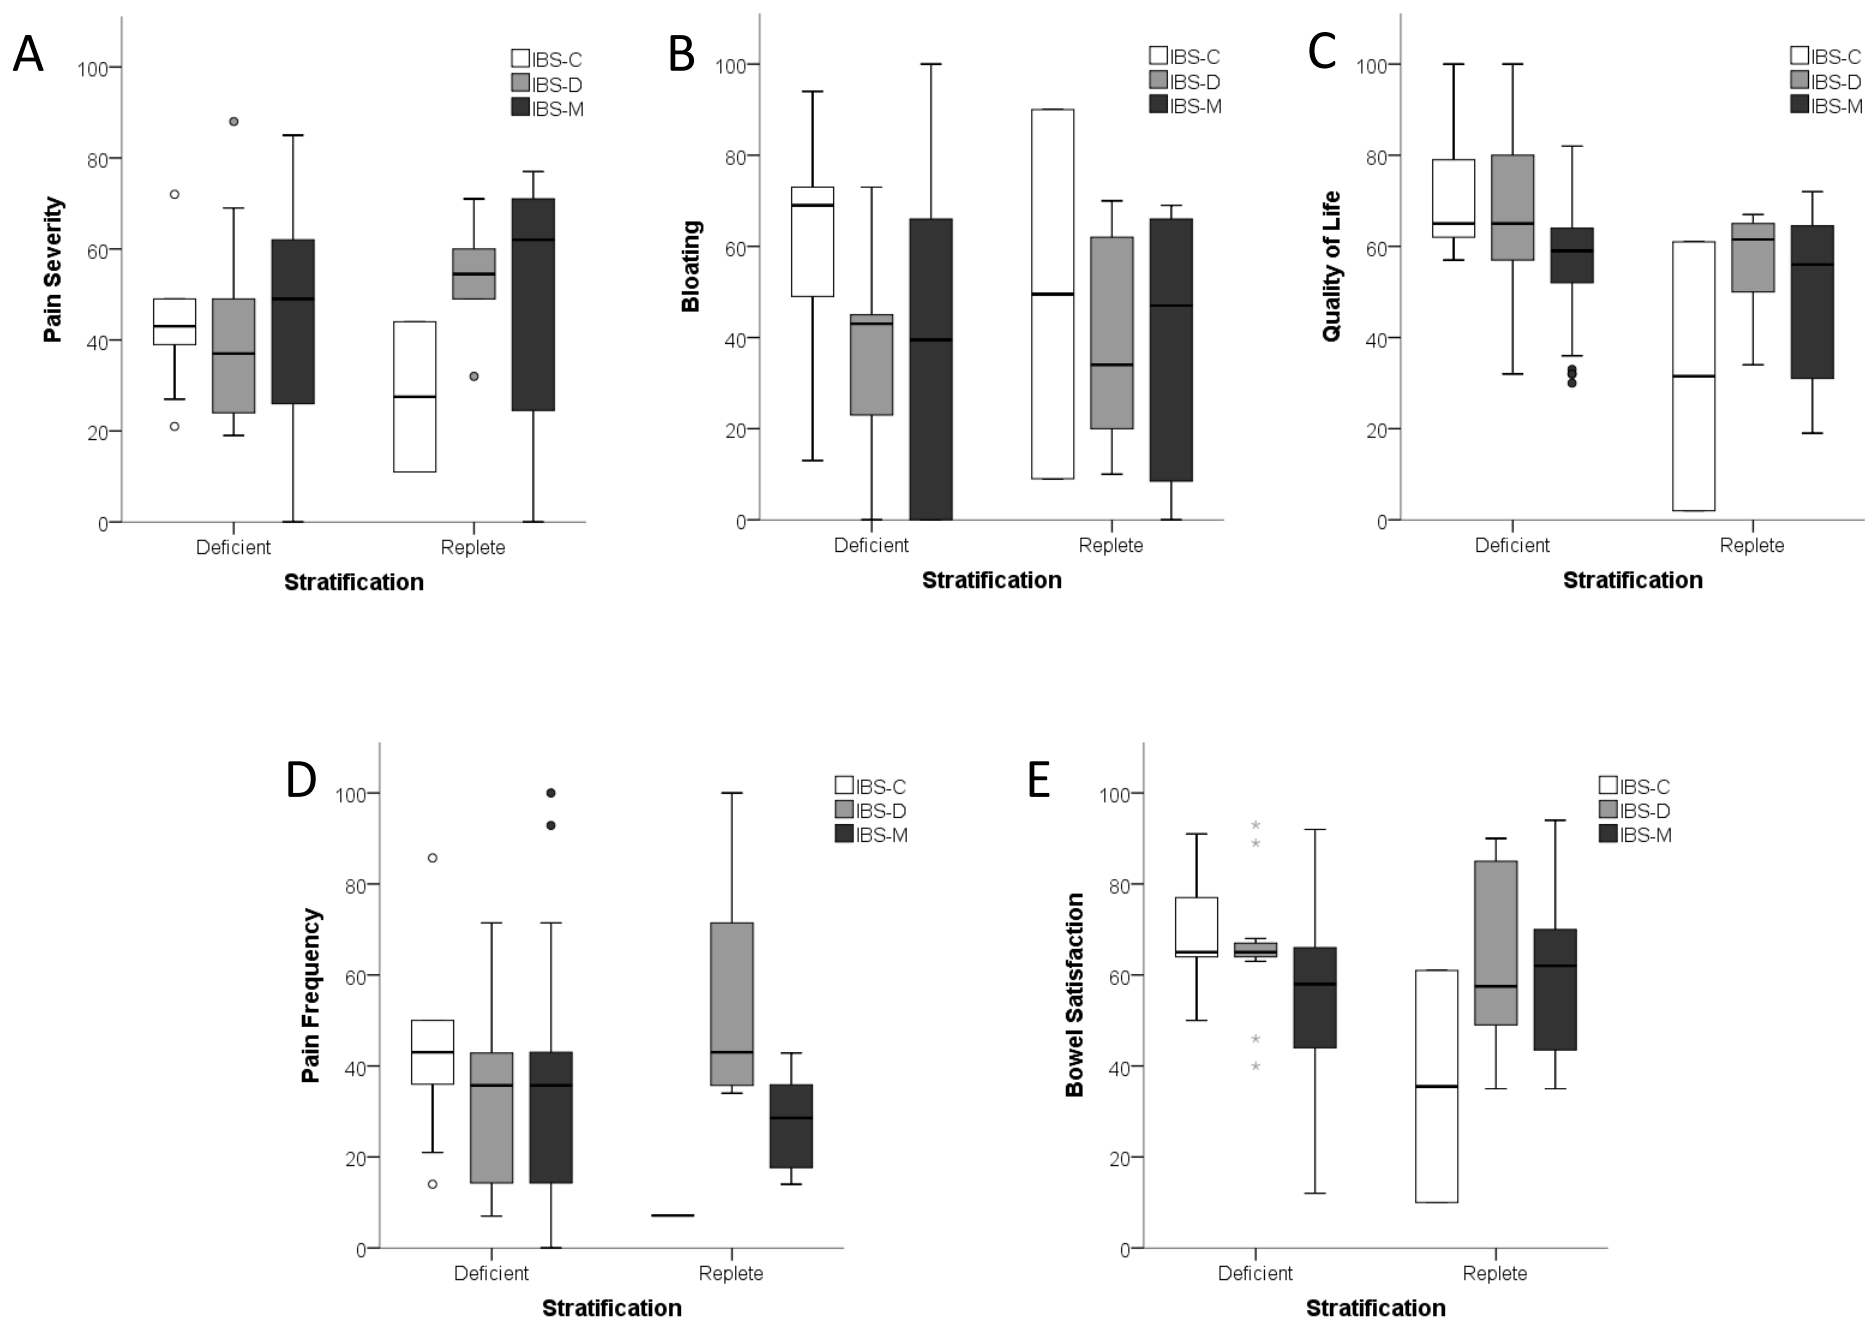 A
Pain Severity
100
80
60
40
20
0
IBS-C
IBS-D
IBS-M
Deficient
Replete
Stratification
B
Bloating
100
80
60
40
20
0
IBS-C
IBS-D
IBS-M
Deficient
Replete
Stratification
C
Quality of Life
100
80
60
40
20
0
IBS-C
IBS-D
IBS-M
Deficient
Replete
Stratification
D
Pain Frequency
100
80
60
40
20
0
IBS-C
IBS-D
IBS-M
Deficient
Replete
Stratification
E
Bowel Satisfaction
100
80
60
40
20
0
IBS-C
IBS-D
IBS-M
Deficient
Replete
Stratification